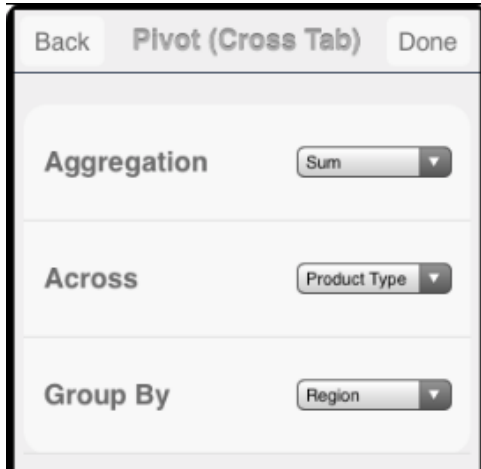 Back Pivot (Cross Tab) Done
Aggregation Sum
Across Product Type
Group By Region